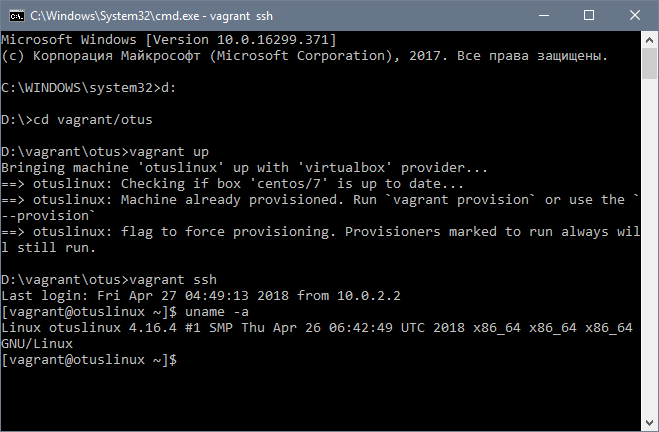 C:\Windows\System32\cmd.exe - vagrant ssh
Microsoft Windows [Version 10.0.16299.371]
(c) Корпорация Майкрософт (Microsoft Corporation), 2017. Все права защищены.
C:\WINDOWS\system32>d:
D:\>cd vagrant/otus
D:\vagrant\otus>vagrant up
Bringing machine 'otuslinux' up with 'virtualbox' provider...
==> otuslinux: Checking if box 'centos/7' is up to date...
==> otuslinux: Machine already provisioned. Run `vagrant provision` or use the `
--provision`
==> otuslinux: flag to force provisioning. Provisioners marked to run always wil
l still run.
D:\vagrant\otus>vagrant ssh
Last login: Fri Apr 27 04:49:13 2018 from 10.0.2.2
[vagrant@otuslinux ~]$ uname -a
Linux otuslinux 4.16.4 #1 SMP Thu Apr 26 06:42:49 UTC 2018 x86_64 x86_64 x86_64
GNU/Linux
[vagrant@otuslinux ~]$